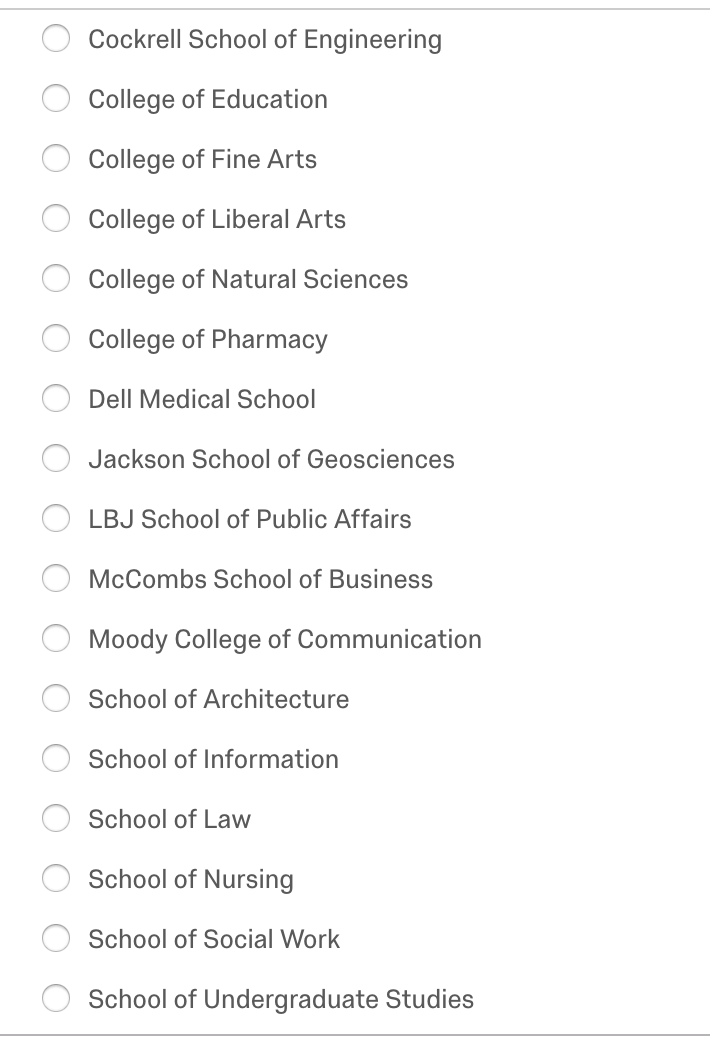 Cockrell School of Engineering
College of Education
College of Fine Arts
College of Liberal Arts
College of Natural Sciences
College of Pharmacy
Dell Medical School
Jackson School of Geosciences
LBJ School of Public Affairs
McCombs School of Business
Moody College of Communication
School of Architecture
School of Information
School of Law
School of Nursing
School of Social Work
School of Undergraduate Studies